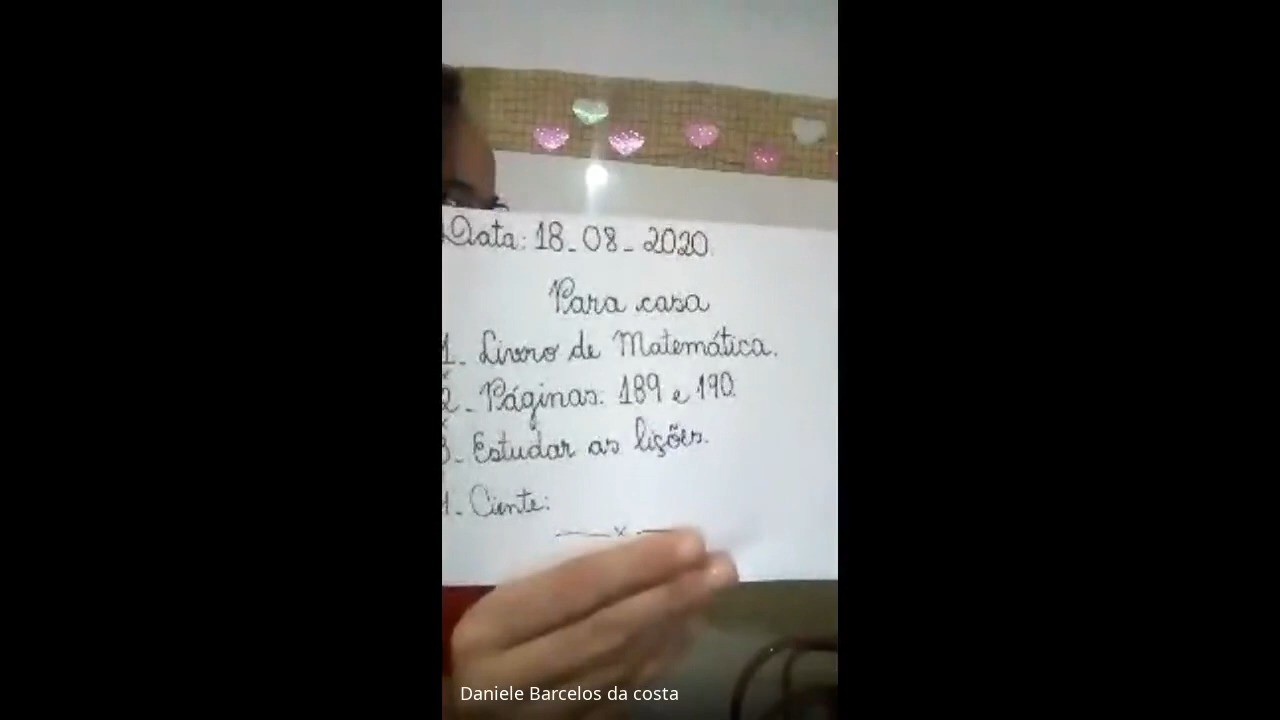 Data: 18-08-2020.
Para casa
1- Livro de Matemática.
2- Páginas: 189 e 190.
3- Estudar as lições.
4- Ciente:
——x——
Daniele Barcelos da costa